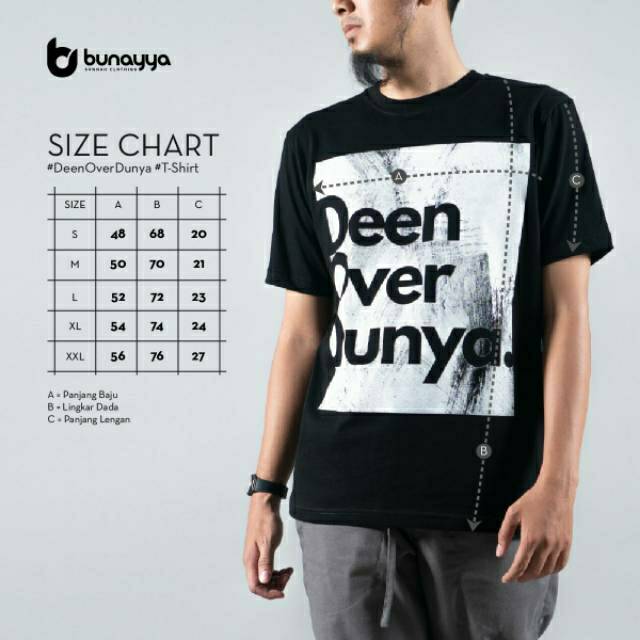 bunayya
SUNNAH CLOTHING
SIZE CHART
#DeenOverDunya #T-Shirt
SIZE A B C
S 48 68 20
M 50 70 21
L 52 72 23
XL 54 74 24
XXL 56 76 27
A = Panjang Baju
B = Lingkar Dada
C = Panjang Lengan
A
C
Deen
Over
Dunya.
B